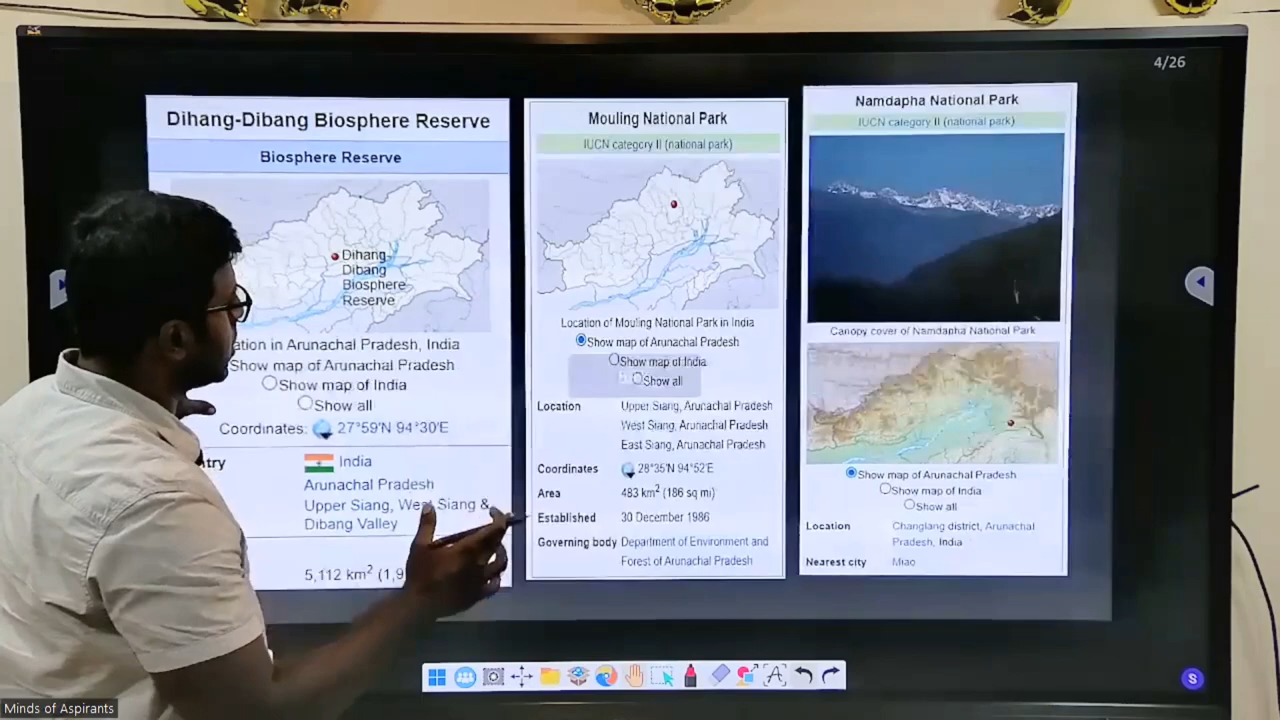 4/26
Dihang-Dibang Biosphere Reserve
Biosphere Reserve
Dihang-
Dibang
Biosphere
Reserve
ation in Arunachal Pradesh, India
Show map of Arunachal Pradesh
Show map of India
Show all
Coordinates: 27°59'N 94°30'E
ntry India
Arunachal Pradesh
Upper Siang, West Siang &
Dibang Valley
5,112 km² (1,9
Mouling National Park
IUCN category II (national park)
Location of Mouling National Park in India
Show map of Arunachal Pradesh
Show map of India
Show all
Location Upper Siang, Arunachal Pradesh
West Siang, Arunachal Pradesh
East Siang, Arunachal Pradesh
Coordinates 28°35'N 94°52'E
Area 483 km² (186 sq mi)
Established 30 December 1986
Governing body Department of Environment and
Forest of Arunachal Pradesh
Namdapha National Park
IUCN category II (national park)
Canopy cover of Namdapha National Park
Show map of Arunachal Pradesh
Show map of India
Show all
Location Changlang district, Arunachal
Pradesh, India
Nearest city Miao
A
S
Minds of Aspirants